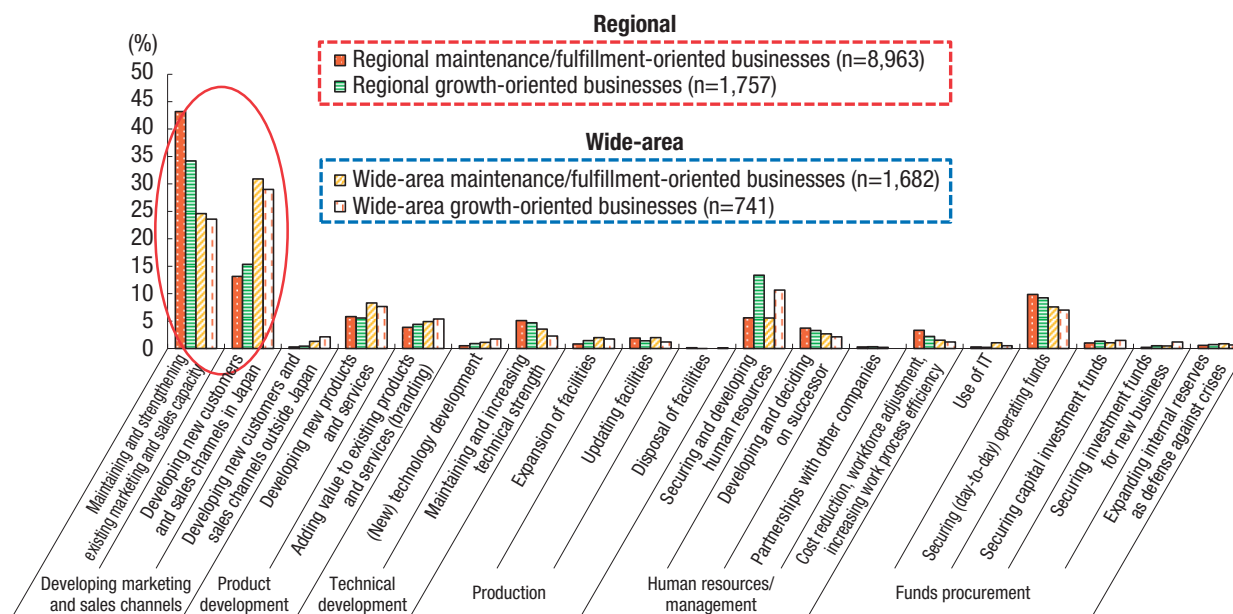 Regional
(%)
Regional maintenance/fulfillment-oriented businesses (n=8,963)
Regional growth-oriented businesses (n=1,757)
Wide-area
Wide-area maintenance/fulfillment-oriented businesses (n=1,682)
Wide-area growth-oriented businesses (n=741)
50
45
40
35
30
25
20
15
10
5
0
Maintaining and strengthening
existing marketing and sales capacity
Developing new customers
and sales channels in Japan
Developing new customers and
sales channels outside Japan
Developing new products
and services
Adding value to existing products
and services (branding)
(New) technology development
Maintaining and increasing
technical strength
Expansion of facilities
Updating facilities
Disposal of facilities
Securing and developing
human resources
Developing and deciding
on successor
Partnerships with other companies
Cost reduction, workforce adjustment,
increasing work process efficiency
Use of IT
Securing (day-to-day) operating funds
Securing capital investment funds
Securing investment funds
for new business
Expanding internal reserves
as defense against crises
Developing marketing
and sales channels
Product
development
Technical
development
Production
Human resources/
management
Funds procurement